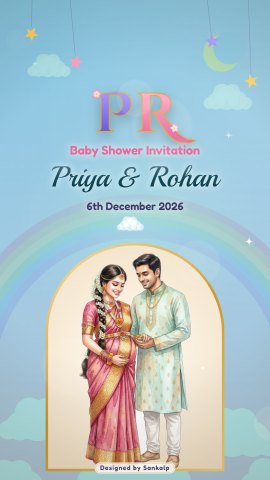 PR
Baby Shower Invitation
Priya & Rohan
6th December 2026
Designed by Sankalp